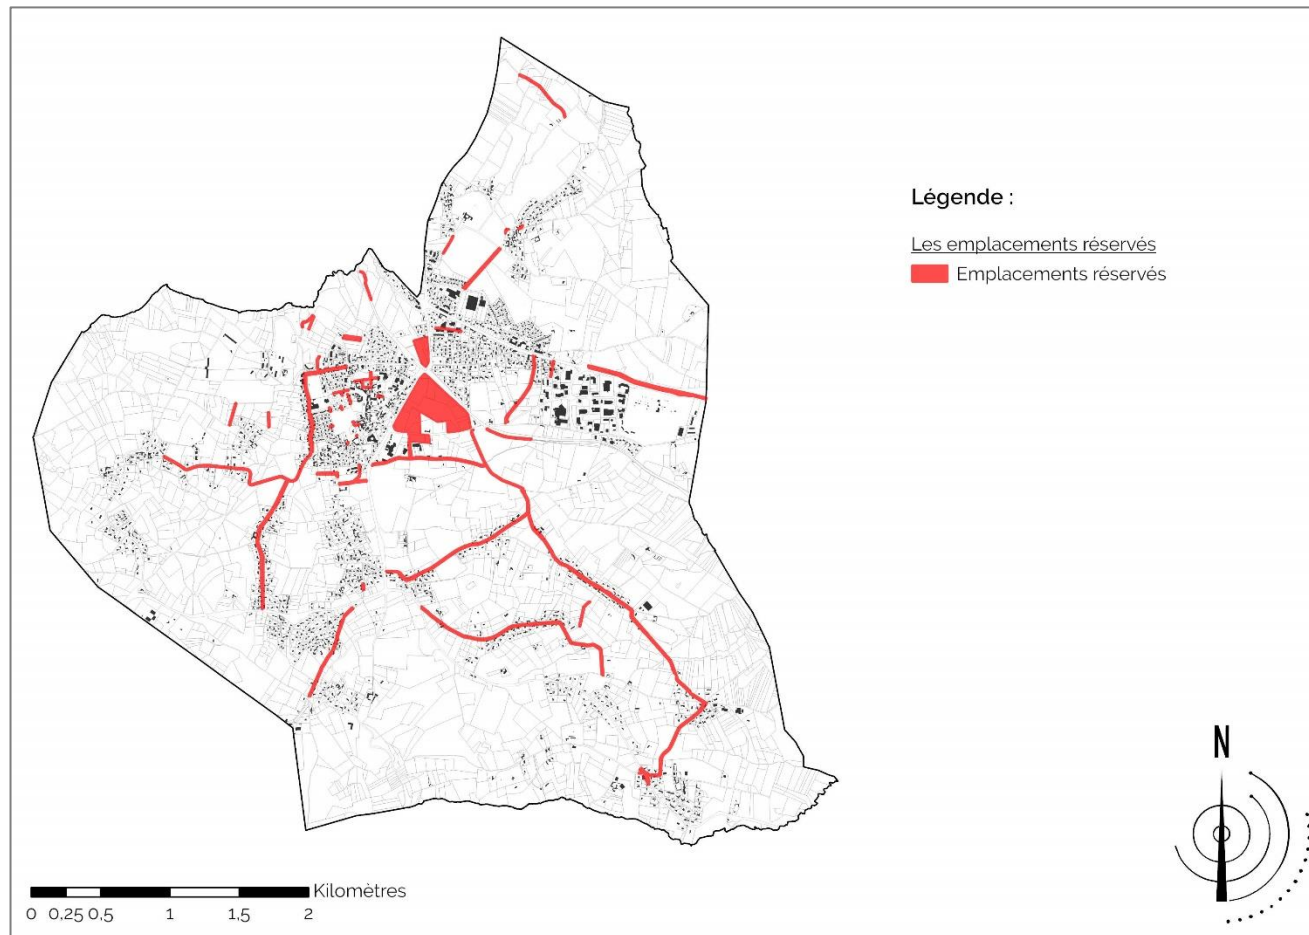 Légende :
Les emplacements réservés
Emplacements réservés
N
Kilomètres
0 0,25 0,5 1 1,5 2